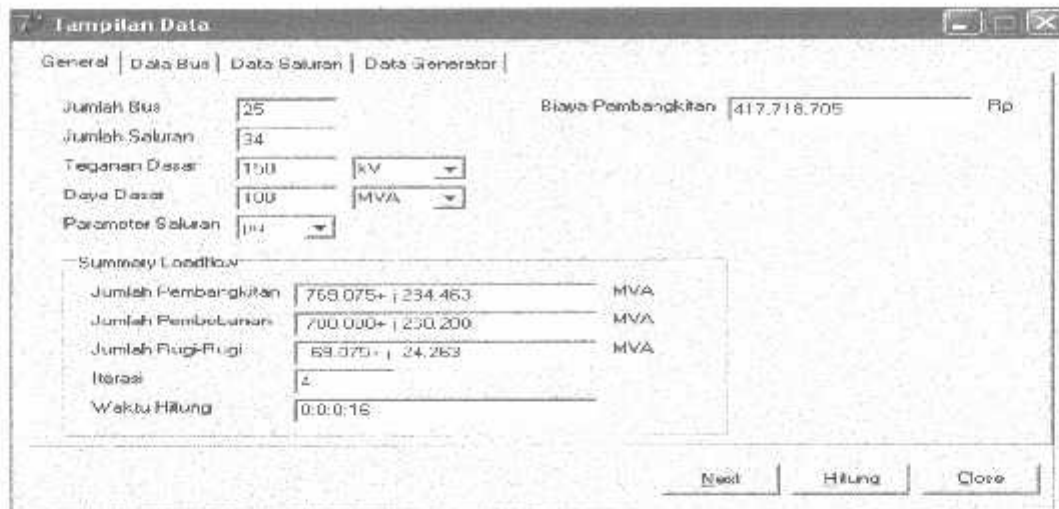 Tampilan Data
General | Data Bus | Data Saluran | Data Generator
Jumlah Bus 25 Biaya Pembangkitan 417.718.705 Rp
Jumlah Saluran 34
Tegangan Dasar 150 kV
Daya Dasar 100 MVA
Parameter Saluran pu
Summary Loadflow
Jumlah Pembangkitan 769.075+ j 234.463 MVA
Jumlah Pembebanan 700.000+ j 230.200 MVA
Jumlah Rugi-Rugi 69.075+ j 24.263 MVA
Iterasi 4
Waktu Hitung 0:0:0:16
Next Hitung Close